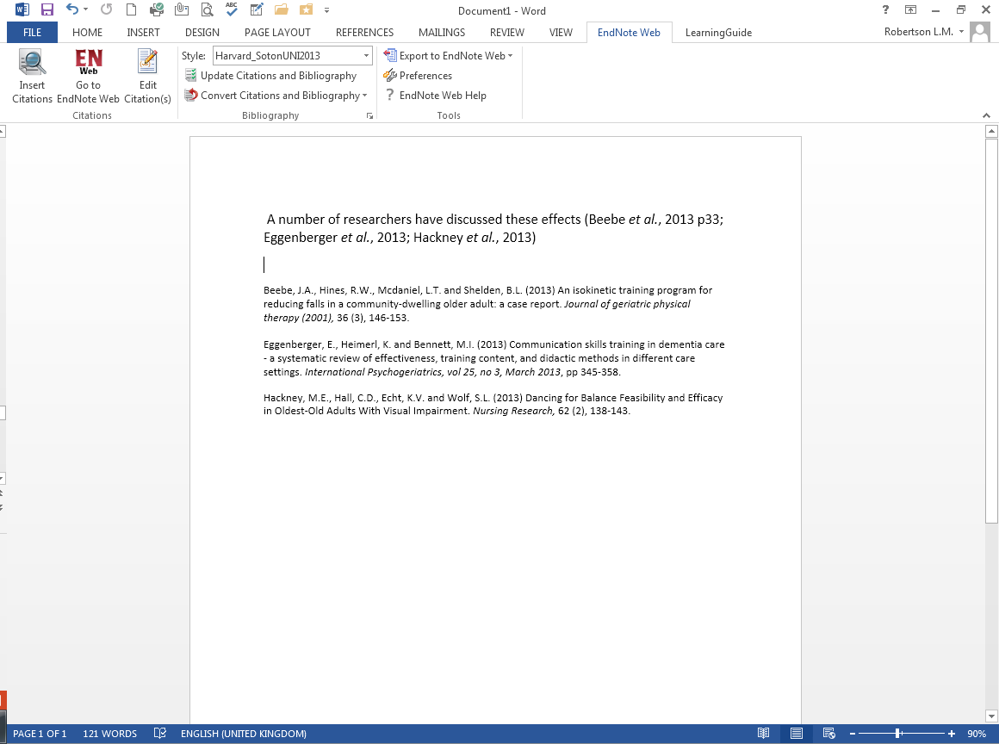 Document1 - Word
?
FILE HOME INSERT DESIGN PAGE LAYOUT REFERENCES MAILINGS REVIEW VIEW EndNote Web LearningGuide Robertson L.M.
Insert Citations
EN Web
Go to EndNote Web
Edit Citation(s)
Citations
Style: Harvard_SotonUNI2013
Update Citations and Bibliography
Convert Citations and Bibliography
Bibliography
Export to EndNote Web
Preferences
? EndNote Web Help
Tools
A number of researchers have discussed these effects (Beebe et al., 2013 p33;
Eggenberger et al., 2013; Hackney et al., 2013)
Beebe, J.A., Hines, R.W., Mcdaniel, L.T. and Shelden, B.L. (2013) An isokinetic training program for
reducing falls in a community-dwelling older adult: a case report. Journal of geriatric physical
therapy (2001), 36 (3), 146-153.
Eggenberger, E., Heimerl, K. and Bennett, M.I. (2013) Communication skills training in dementia care
- a systematic review of effectiveness, training content, and didactic methods in different care
settings. International Psychogeriatrics, vol 25, no 3, March 2013, pp 345-358.
Hackney, M.E., Hall, C.D., Echt, K.V. and Wolf, S.L. (2013) Dancing for Balance Feasibility and Efficacy
in Oldest-Old Adults With Visual Impairment. Nursing Research, 62 (2), 138-143.
PAGE 1 OF 1 121 WORDS ENGLISH (UNITED KINGDOM) 90%